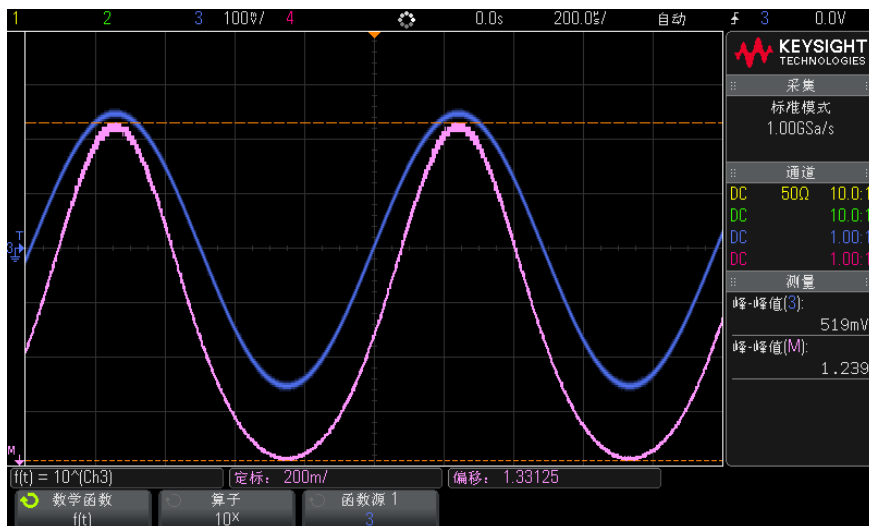 1 2 3 100㎷/ 4 0.0s 200.0㎲/ 自动 3 0.0V
KEYSIGHT
TECHNOLOGIES
采集
标准模式
1.00GSa/s
通道
DC 50Ω 10.0:1
DC 10.0:1
DC 1.00:1
DC 1.00:1
测量
峰-峰值(3):
519mV
峰-峰值(M):
1.239
T
3
M
f(t) = 10^(Ch3) 定标: 200m/ 偏移: 1.33125
数学函数 算子 函数源 1
f(t) 10ˣ 3